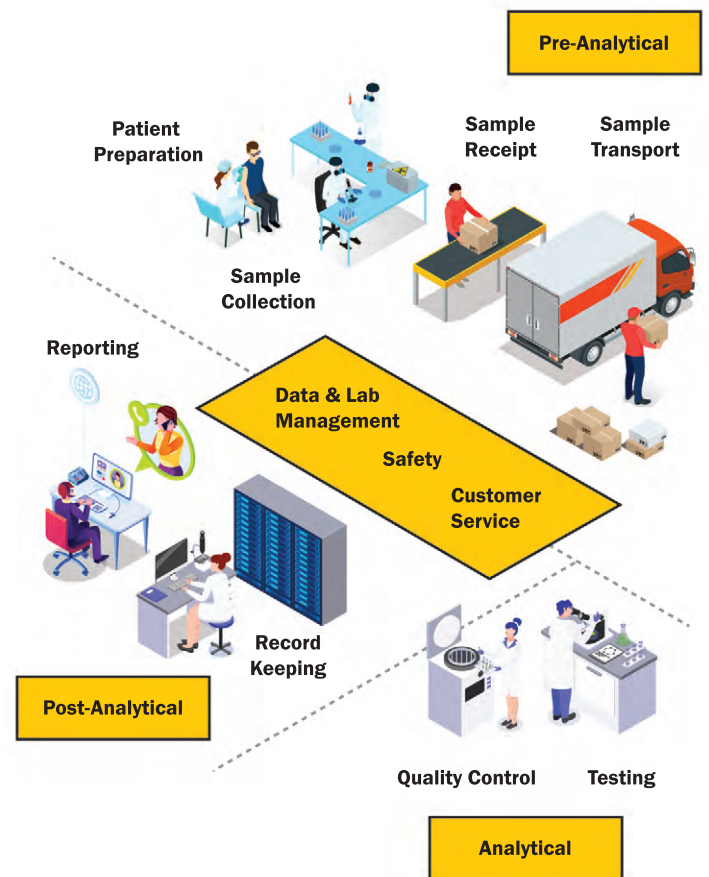 Pre-Analytical
Patient
Preparation
Sample
Receipt
Sample
Transport
Sample
Collection
Reporting
Data & Lab
Management
Safety
Customer
Service
Record
Keeping
Post-Analytical
Quality Control
Testing
Analytical